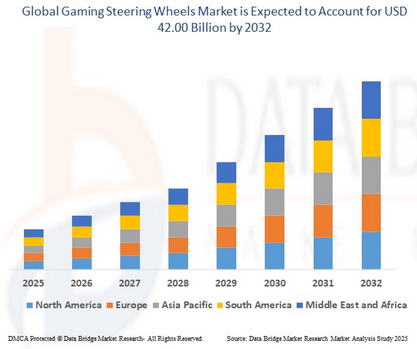 Global Gaming Steering Wheels Market is Expected to Account for USD
42.00 Billion by 2032
2025 2026 2027 2028 2029 2030 2031 2032
North America Europe Asia Pacific South America Middle East and Africa
DMCA Protected © Data Bridge Market Research- All Rights Reserved. Source: Data Bridge Market Research Market Analysis Study 2025